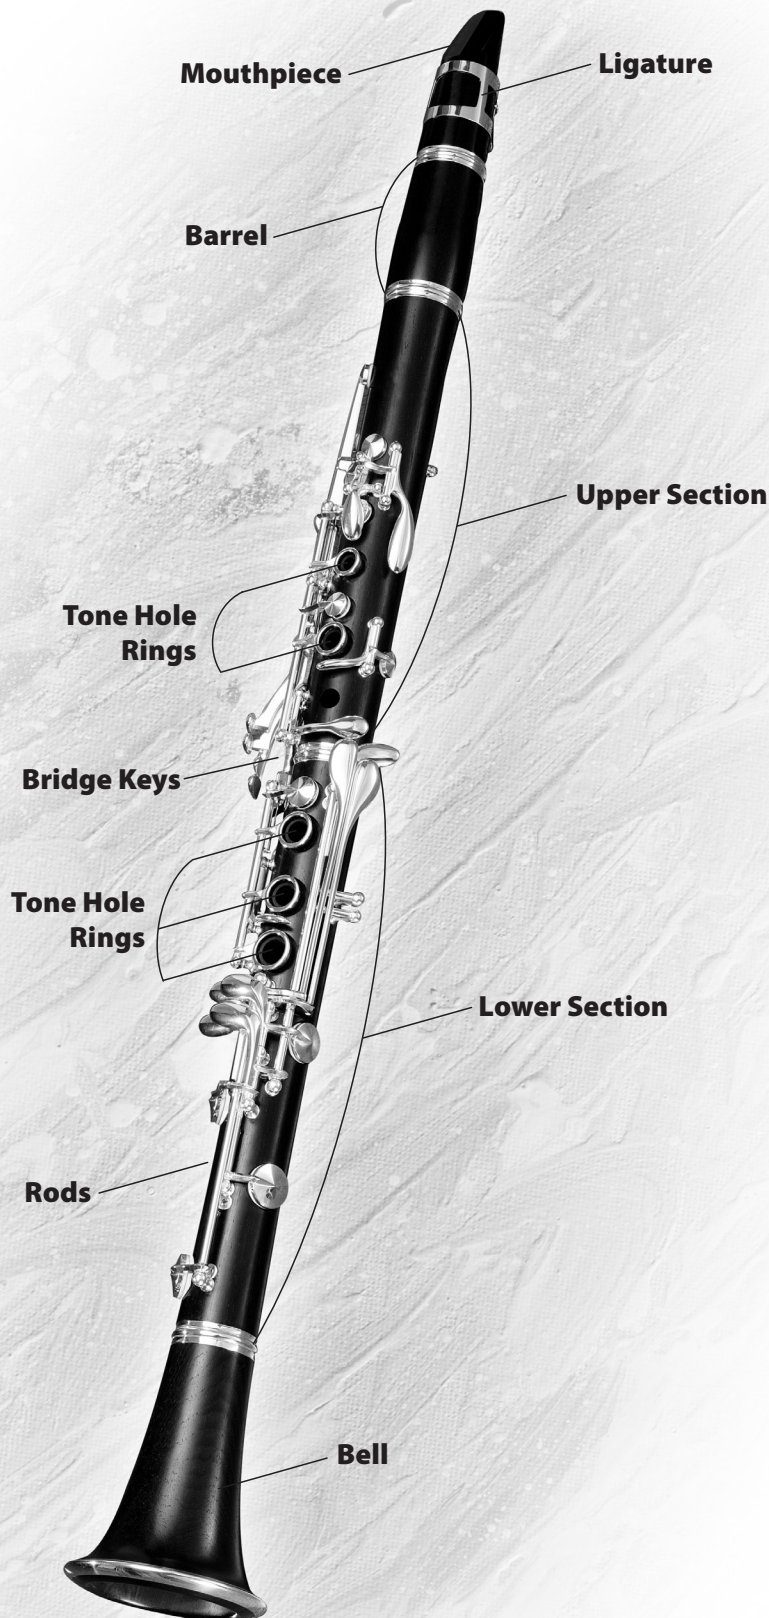 Mouthpiece
Ligature
Barrel
Upper Section
Tone Hole
Rings
Bridge Keys
Tone Hole
Rings
Lower Section
Rods
Bell